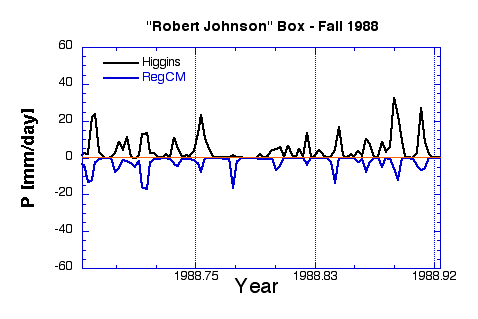 "Robert Johnson" Box - Fall 1988
60
Higgins
RegCM
40
20
0
-20
-40
-60
P [mm/day]
1988.75 1988.83 1988.92
Year